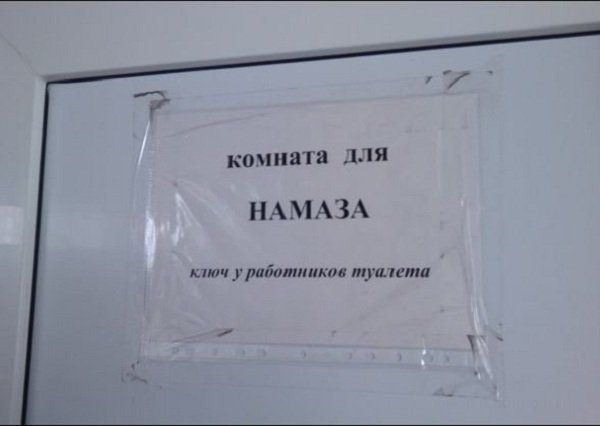 комната для
НАМАЗА
ключ у работников туалета